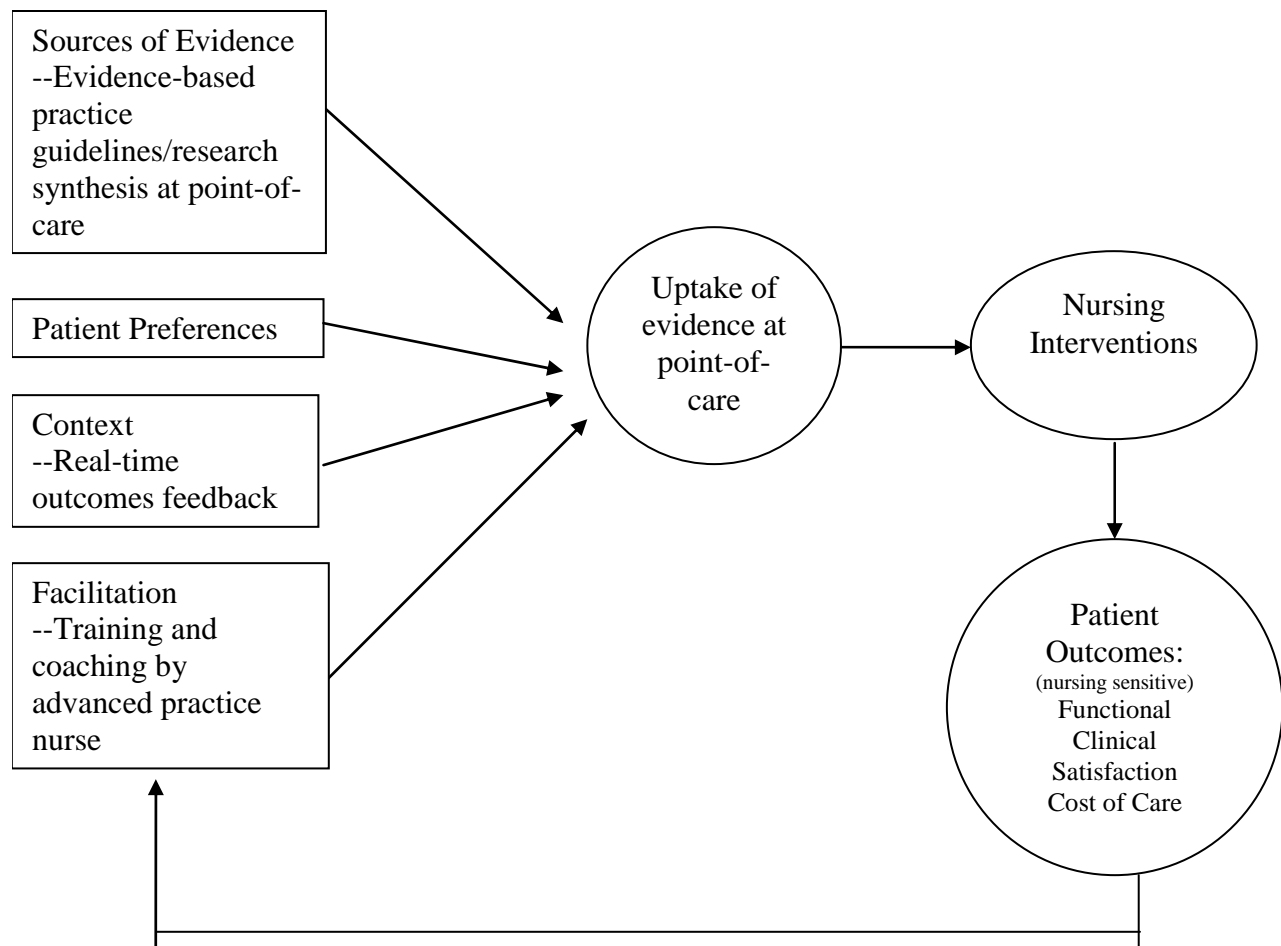 Sources of Evidence
--Evidence-based
practice
guidelines/research
synthesis at point-of-
care
Patient Preferences
Context
--Real-time
outcomes feedback
Facilitation
--Training and
coaching by
advanced practice
nurse
Uptake of
evidence at
point-of-
care
Nursing
Interventions
Patient
Outcomes:
(nursing sensitive)
Functional
Clinical
Satisfaction
Cost of Care